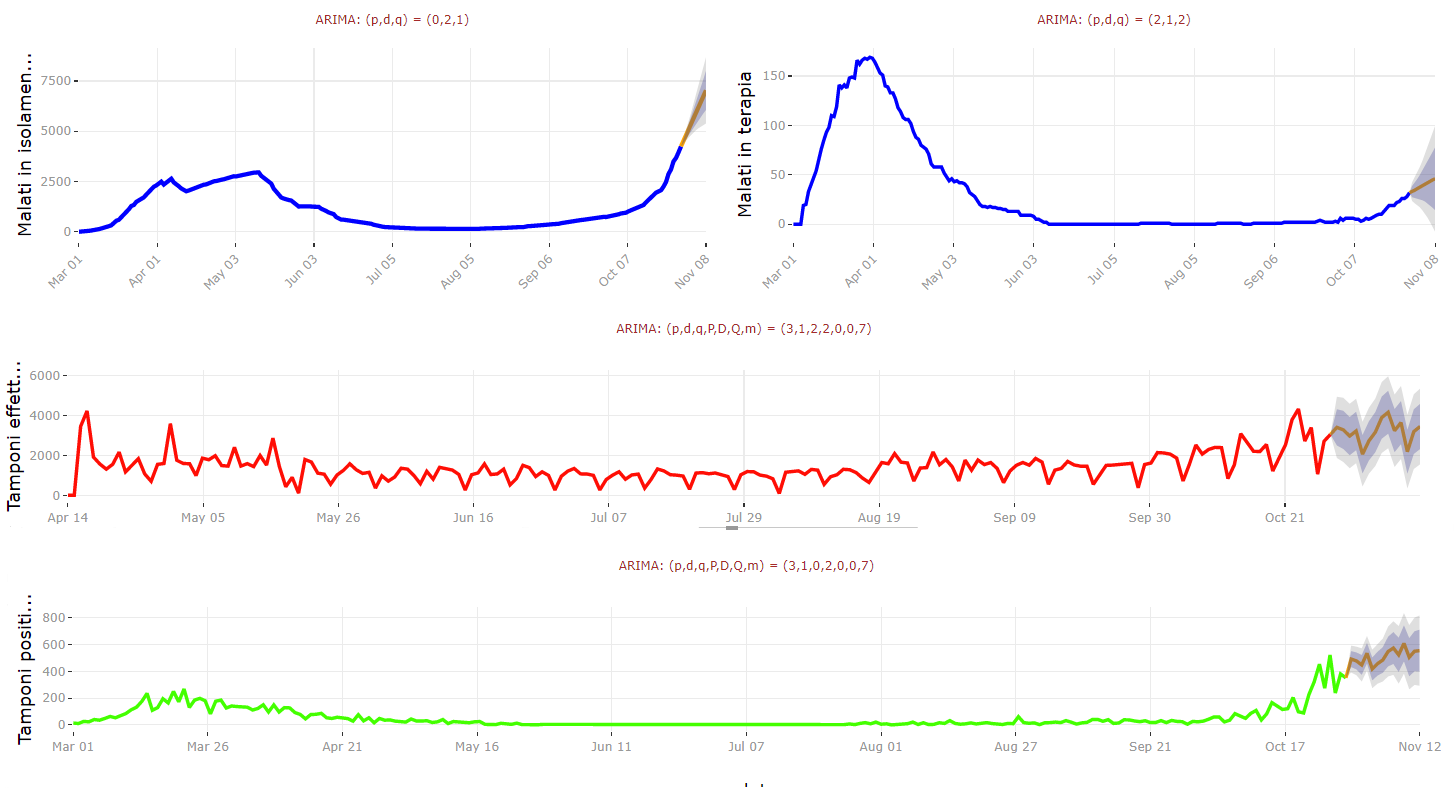 ARIMA: (p,d,q) = (0,2,1)
Malati in isolamen...
7500
5000
2500
0
Mar 01
Apr 01
May 03
Jun 03
Jul 05
Aug 05
Sep 06
Oct 07
Nov 08
ARIMA: (p,d,q) = (2,1,2)
Malati in terapia
150
100
50
0
Mar 01
Apr 01
May 03
Jun 03
Jul 05
Aug 05
Sep 06
Oct 07
Nov 08
ARIMA: (p,d,q,P,D,Q,m) = (3,1,2,2,0,0,7)
Tamponi effett...
6000
4000
2000
0
Apr 14
May 05
May 26
Jun 16
Jul 07
Jul 29
Aug 19
Sep 09
Sep 30
Oct 21
ARIMA: (p,d,q,P,D,Q,m) = (3,1,0,2,0,0,7)
Tamponi positi...
800
600
400
200
0
Mar 01
Mar 26
Apr 21
May 16
Jun 11
Jul 07
Aug 01
Aug 27
Sep 21
Oct 17
Nov 12